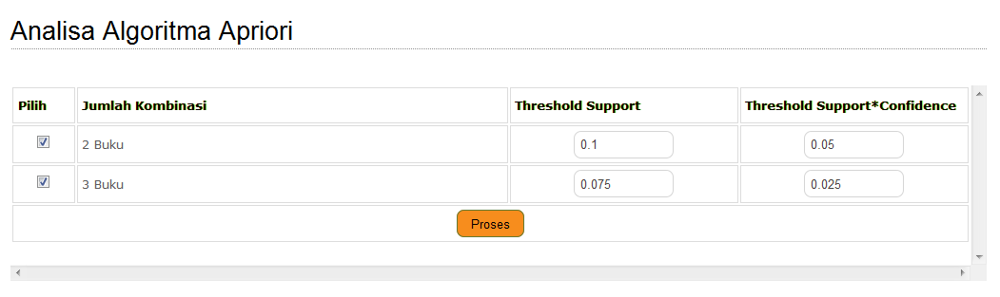 Analisa Algoritma Apriori
Pilih Jumlah Kombinasi Threshold Support Threshold Support*Confidence
2 Buku 0.1 0.05
3 Buku 0.075 0.025
Proses